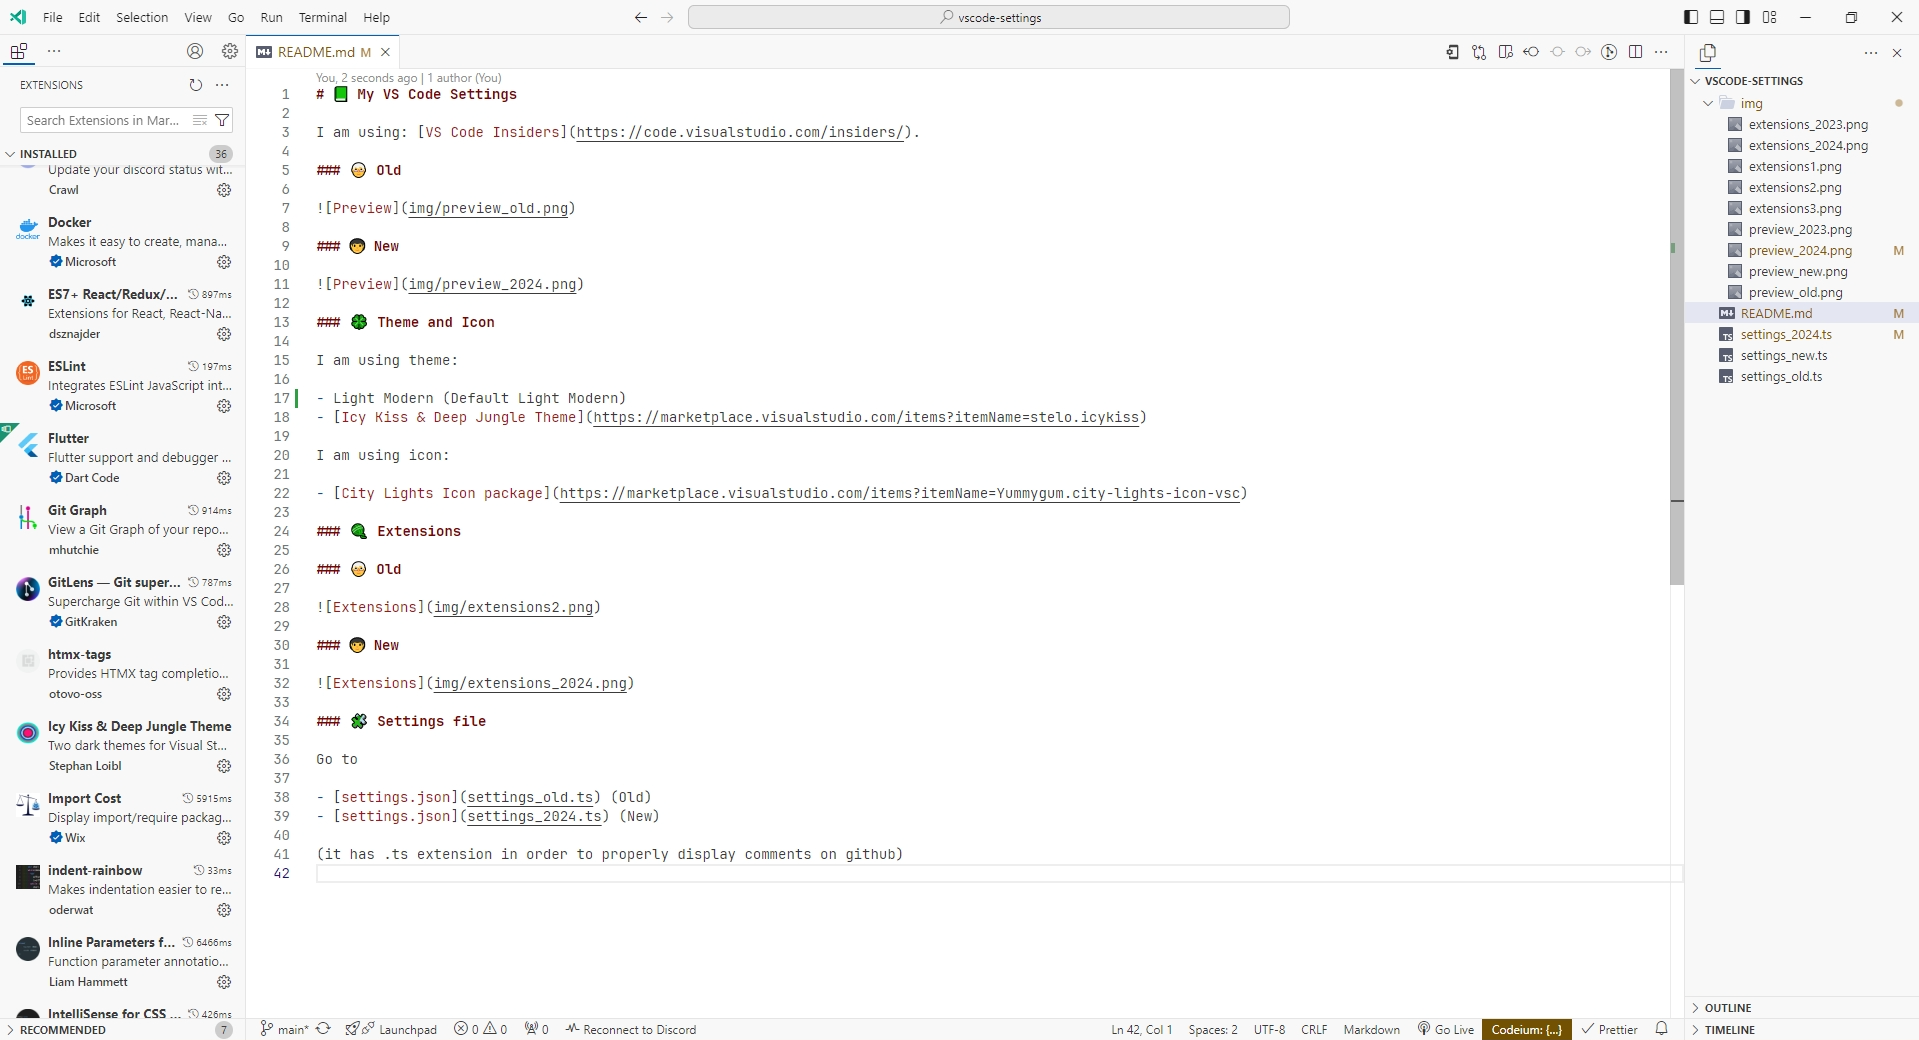 File Edit Selection View Go Run Terminal Help
vscode-settings
EXTENSIONS
Search Extensions in Mar...
INSTALLED 36
Update your discord status wit...
Crawl
Docker
Makes it easy to create, mana...
Microsoft
ES7+ React/Redux/... 897ms
Extensions for React, React-Na...
dsznajder
ESLint 197ms
Integrates ESLint JavaScript int...
Microsoft
Flutter
Flutter support and debugger ...
Dart Code
Git Graph 914ms
View a Git Graph of your repo...
mhutchie
GitLens — Git super... 787ms
Supercharge Git within VS Cod...
GitKraken
htmx-tags
Provides HTMX tag completio...
otovo-oss
Icy Kiss & Deep Jungle Theme
Two dark themes for Visual St...
Stephan Loibl
Import Cost 5915ms
Display import/require packag...
Wix
indent-rainbow 33ms
Makes indentation easier to re...
oderwat
Inline Parameters f... 6466ms
Function parameter annotatio...
Liam Hammett
IntelliSense for CSS ... 426ms
RECOMMENDED 7
README.md M
You, 2 seconds ago | 1 author (You)
1 # 📗 My VS Code Settings
2
3 I am using: [VS Code Insiders](https://code.visualstudio.com/insiders/).
4
5 ### 👴 Old
6
7 ![Preview](img/preview_old.png)
8
9 ### 👦 New
10
11 ![Preview](img/preview_2024.png)
12
13 ### 🍀 Theme and Icon
14
15 I am using theme:
16
17 - Light Modern (Default Light Modern)
18 - [Icy Kiss & Deep Jungle Theme](https://marketplace.visualstudio.com/items?itemName=stelo.icykiss)
19
20 I am using icon:
21
22 - [City Lights Icon package](https://marketplace.visualstudio.com/items?itemName=Yummygum.city-lights-icon-vsc)
23
24 ### Extensions
25
26 ### 👴 Old
27
28 ![Extensions](img/extensions2.png)
29
30 ### 👦 New
31
32 ![Extensions](img/extensions_2024.png)
33
34 ### 🧩 Settings file
35
36 Go to
37
38 - [settings.json](settings_old.ts) (Old)
39 - [settings.json](settings_2024.ts) (New)
40
41 (it has .ts extension in order to properly display comments on github)
42
VSCODE-SETTINGS
img
extensions_2023.png
extensions_2024.png
extensions1.png
extensions2.png
extensions3.png
preview_2023.png
preview_2024.png M
preview_new.png
preview_old.png
README.md M
settings_2024.ts M
settings_new.ts
settings_old.ts
OUTLINE
TIMELINE
main* Launchpad 0 0 0 Reconnect to Discord Ln 42, Col 1 Spaces: 2 UTF-8 CRLF Markdown Go Live Codeium: {...} Prettier